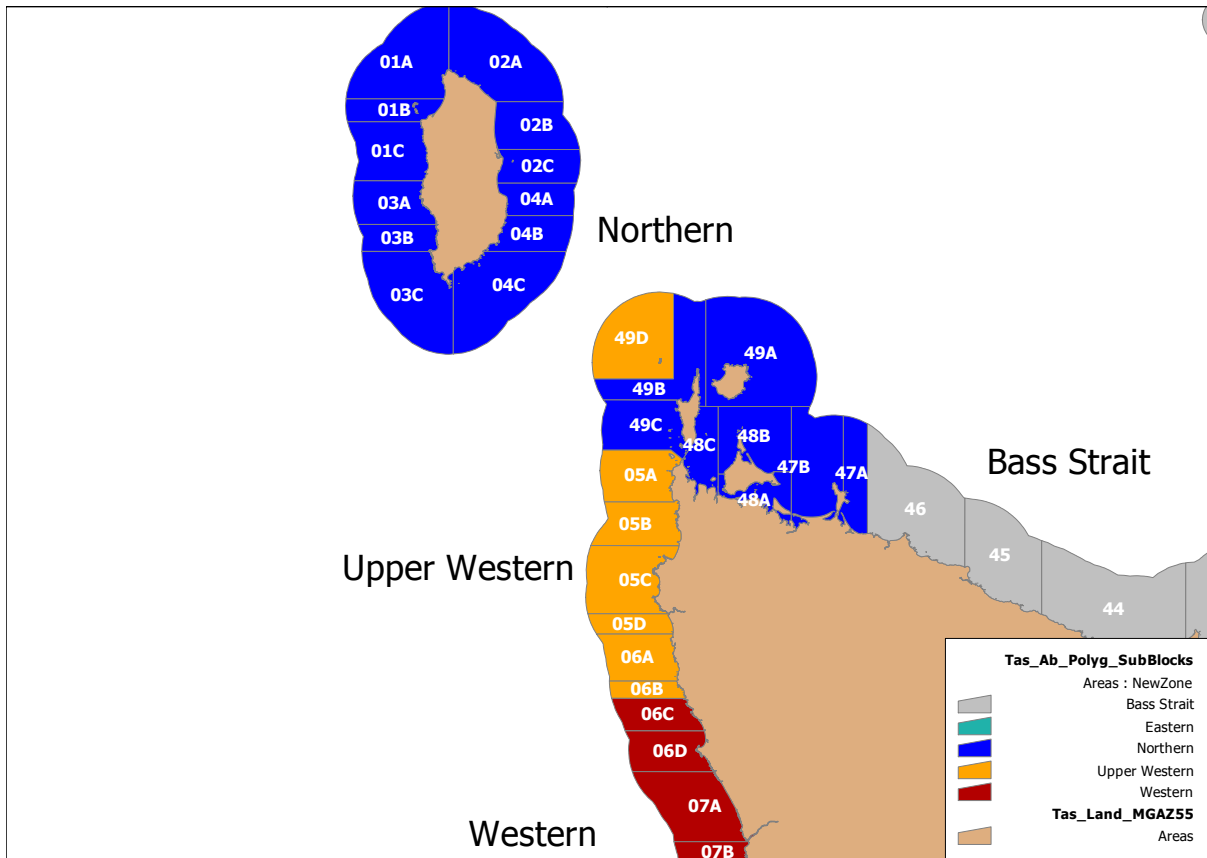 01A
02A
01B
02B
01C
02C
03A
04A
03B
04B
Northern
03C
04C
49D
49A
49B
49C
48C
48B
47B
47A
Bass Strait
05A
48A
46
05B
45
Upper Western
05C
44
05D
06A
06B
06C
06D
07A
Western
07B
Tas_Ab_Polyg_SubBlocks
Areas : NewZone
Bass Strait
Eastern
Northern
Upper Western
Western
Tas_Land_MGAZ55
Areas